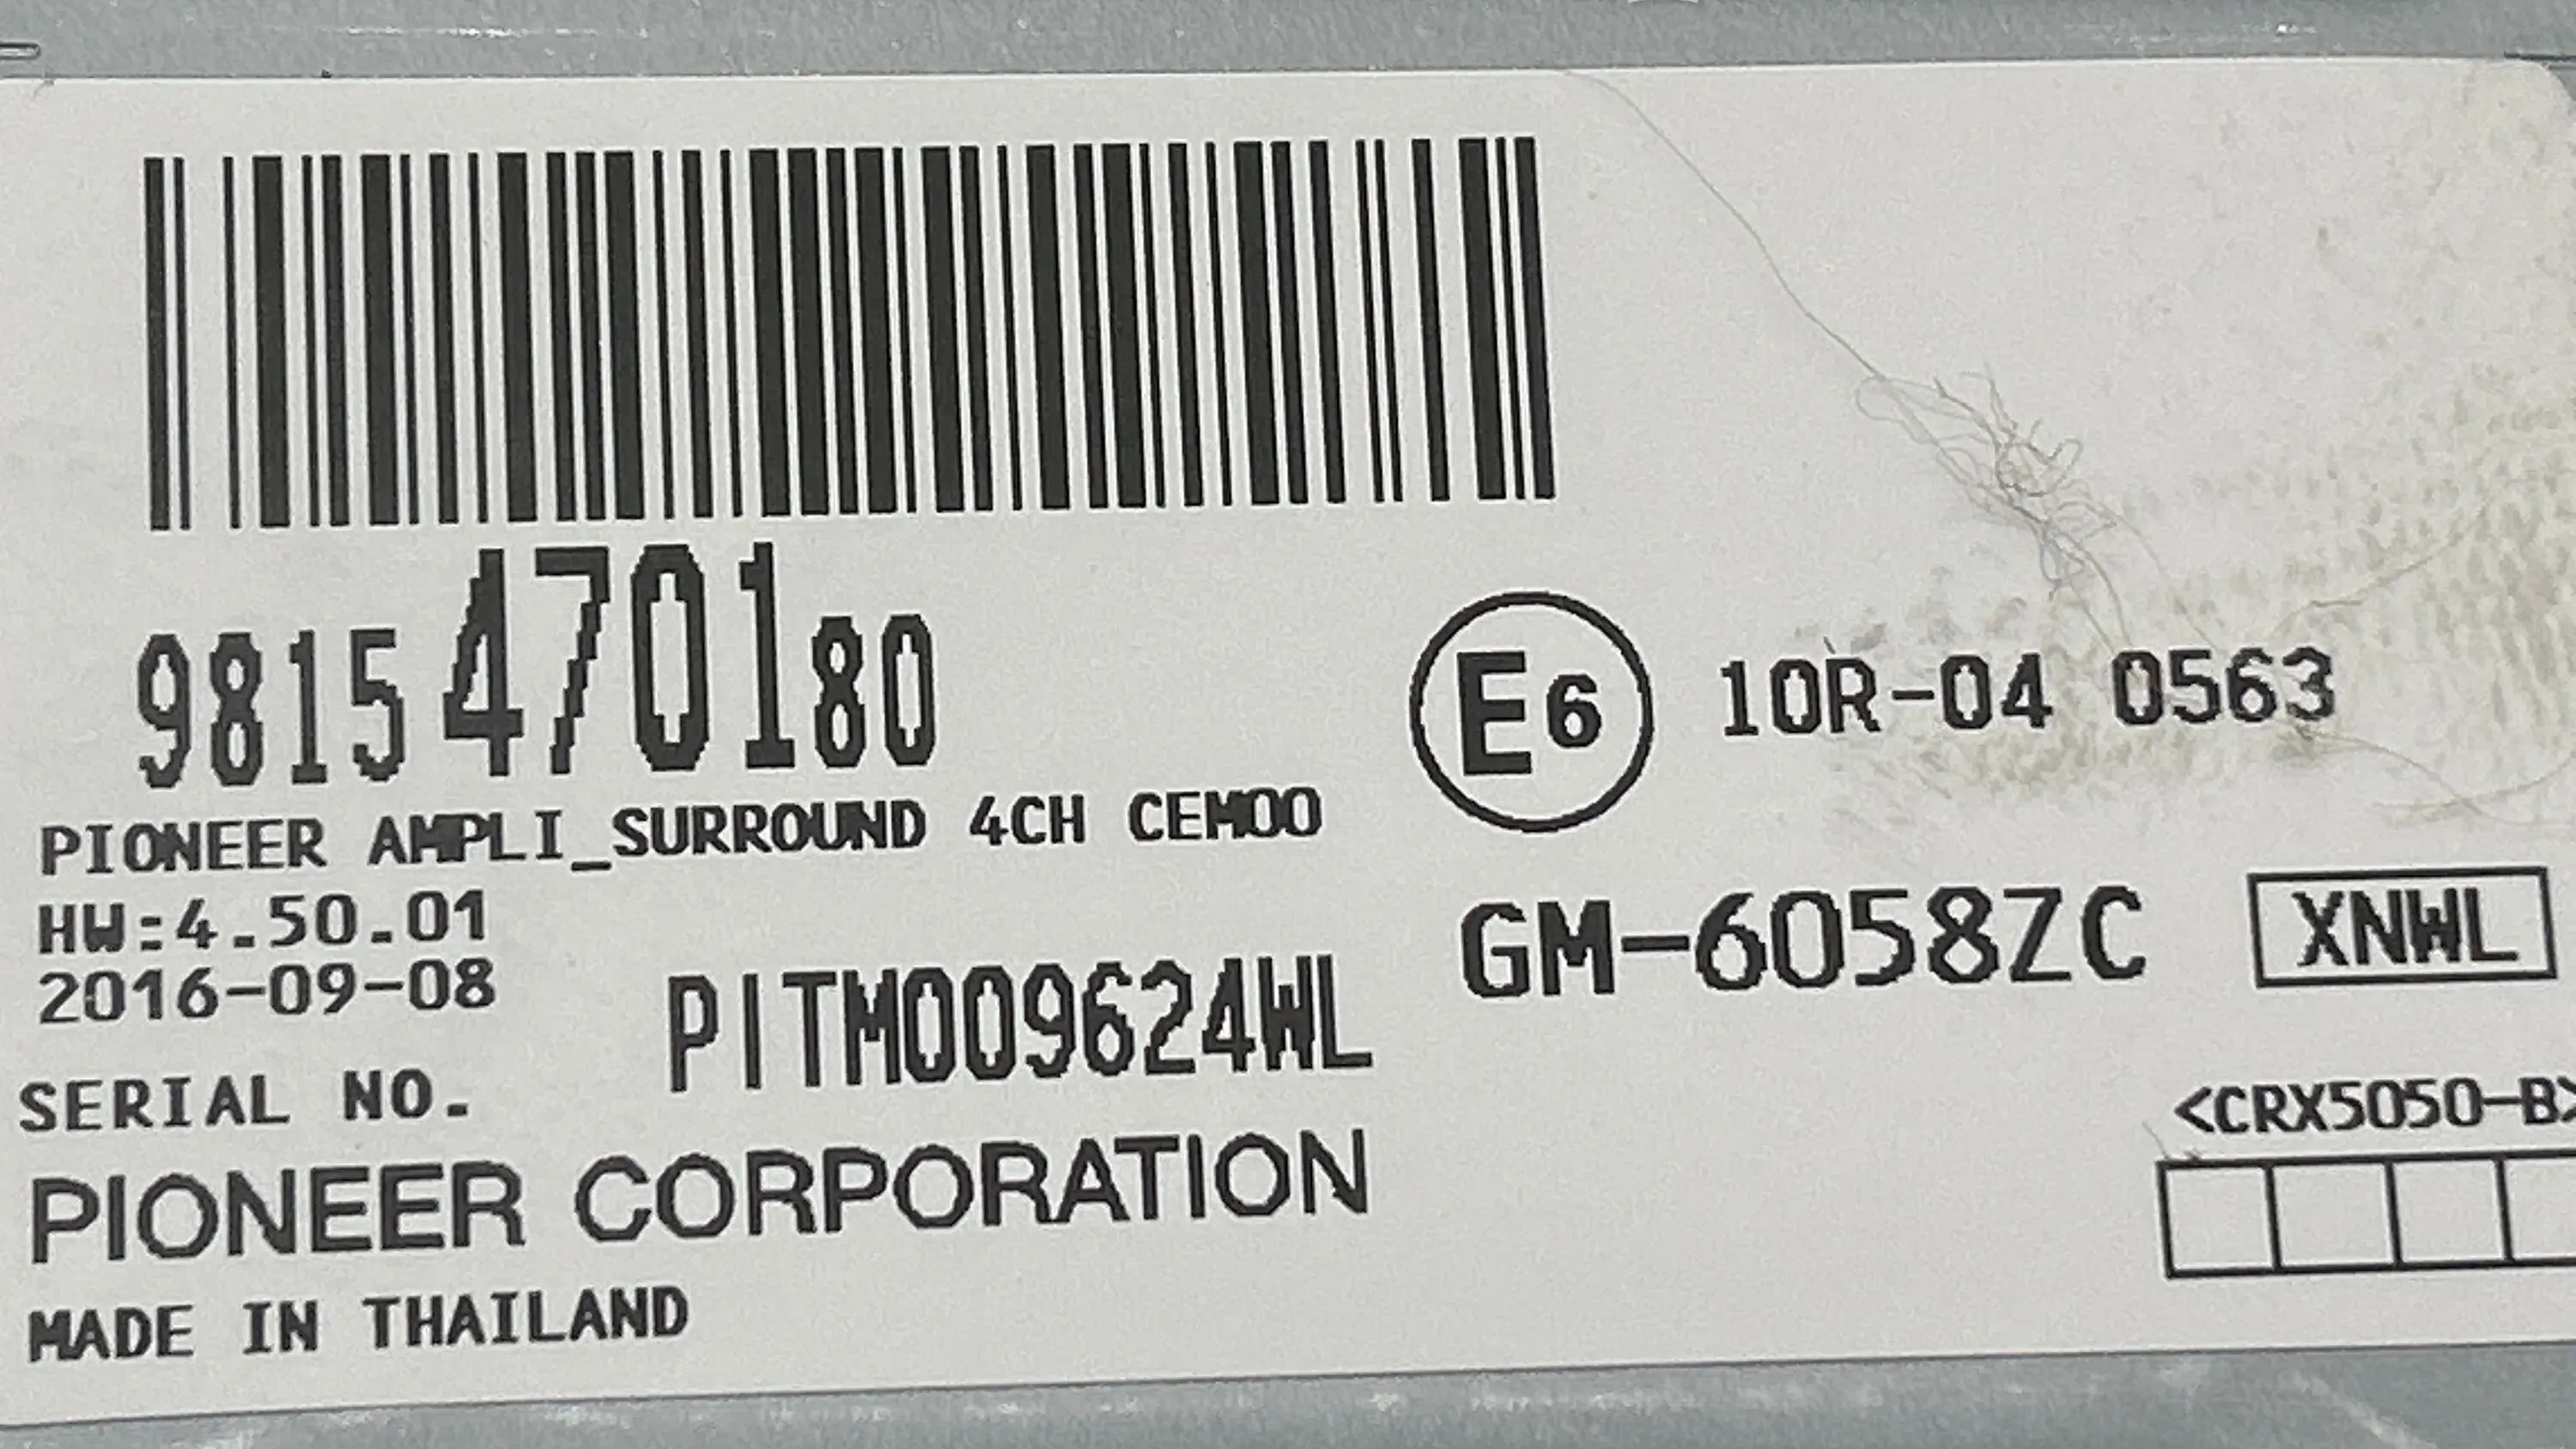 9815470180
E6 10R-04 0563
PIONEER AMPLI_SURROUND 4CH CEM00
HW:4.50.01
2016-09-08
GM-6058ZC XNWL
SERIAL NO. PITM009624WL
<CRX5050-B>
PIONEER CORPORATION
MADE IN THAILAND